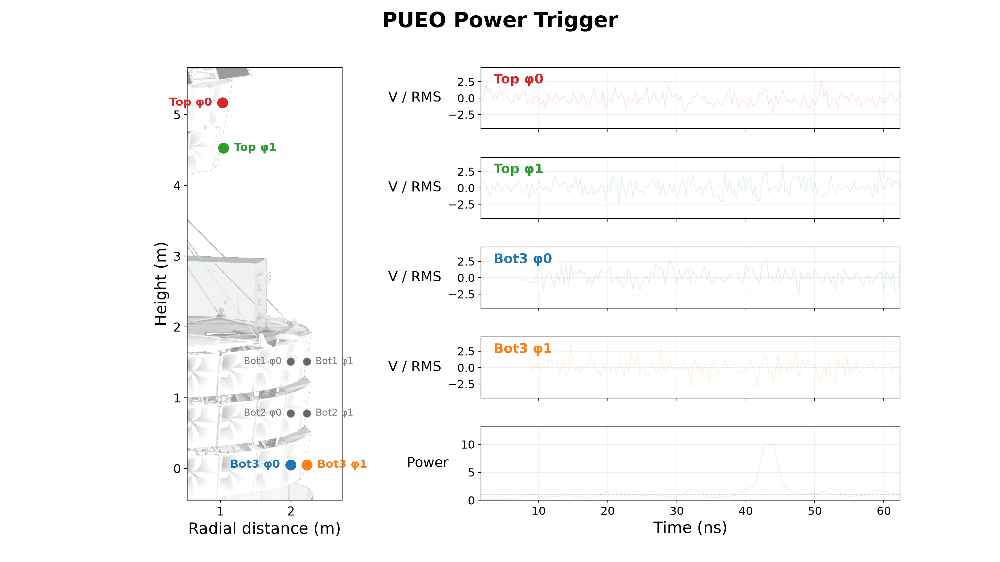 PUEO Power Trigger
Top φ0
Top φ1
Bot1 φ0
Bot1 φ1
Bot2 φ0
Bot2 φ1
Bot3 φ0
Bot3 φ1
5
4
3
2
1
0
Height (m)
1
2
Radial distance (m)
V / RMS
2.5
0.0
−2.5
Top φ0
V / RMS
2.5
0.0
−2.5
Top φ1
V / RMS
2.5
0.0
−2.5
Bot3 φ0
V / RMS
2.5
0.0
−2.5
Bot3 φ1
Power
10
5
0
10
20
30
40
50
60
Time (ns)